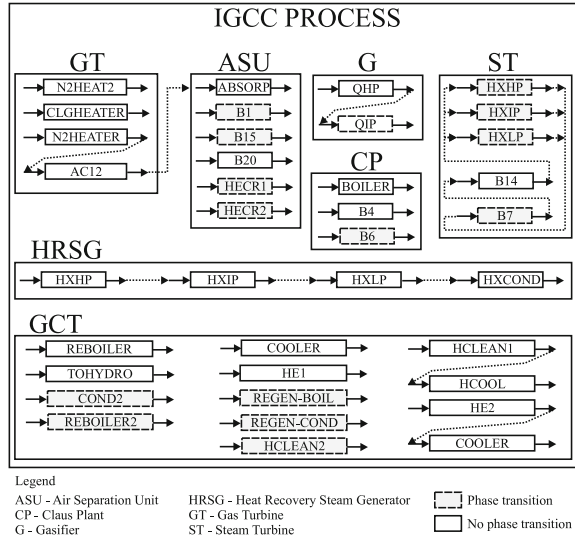 IGCC PROCESS
GT
N2HEAT2
CLGHEATER
N2HEATER
AC12
ASU
ABSORP
B1
B15
B20
HECR1
HECR2
G
QHP
QIP
CP
BOILER
B4
B6
ST
HXHP
HXIP
HXLP
B14
B7
HRSG
HXHP
HXIP
HXLP
HXCOND
GCT
REBOILER
TOHYDRO
COND2
REBOILER2
COOLER
HE1
REGEN-BOIL
REGEN-COND
HCLEAN2
HCLEAN1
HCOOL
HE2
COOLER
Legend
ASU - Air Separation Unit
CP - Claus Plant
G - Gasifier
HRSG - Heat Recovery Steam Generator
GT - Gas Turbine
ST - Steam Turbine
Phase transition
No phase transition